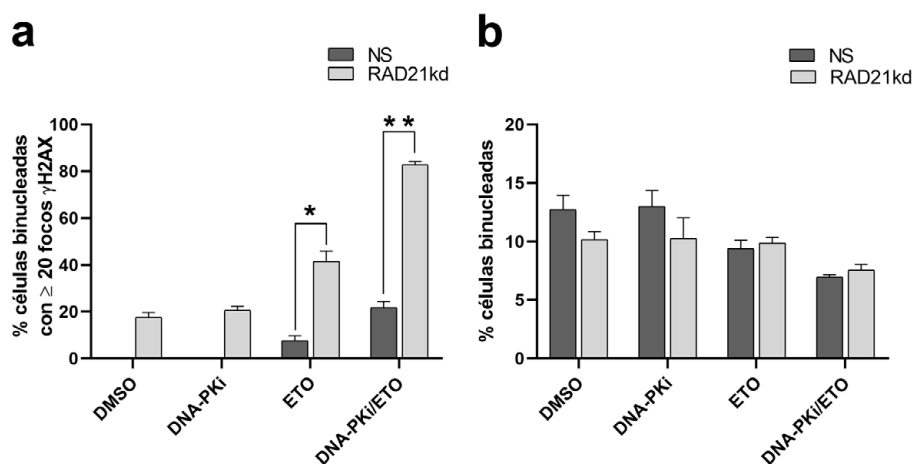 a
NS
RAD21kd
% células binucleadas
con ≥ 20 focos γH2AX
100
80
60
40
20
0
*
**
DMSO
DNA-PKi
ETO
DNA-PKi/ETO
b
NS
RAD21kd
% células binucleadas
20
15
10
5
0
DMSO
DNA-PKi
ETO
DNA-PKi/ETO